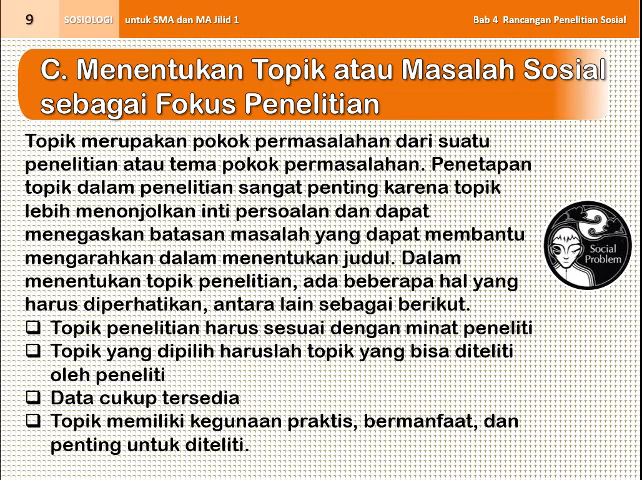 9 SOSIOLOGI untuk SMA dan MA Jilid 1 Bab 4 Rancangan Penelitian Sosial
C. Menentukan Topik atau Masalah Sosial
sebagai Fokus Penelitian
Topik merupakan pokok permasalahan dari suatu
penelitian atau tema pokok permasalahan. Penetapan
topik dalam penelitian sangat penting karena topik
lebih menonjolkan inti persoalan dan dapat
menegaskan batasan masalah yang dapat membantu
mengarahkan dalam menentukan judul. Dalam
menentukan topik penelitian, ada beberapa hal yang
harus diperhatikan, antara lain sebagai berikut.
❑ Topik penelitian harus sesuai dengan minat peneliti
❑ Topik yang dipilih haruslah topik yang bisa diteliti
oleh peneliti
❑ Data cukup tersedia
❑ Topik memiliki kegunaan praktis, bermanfaat, dan
penting untuk diteliti.
Social
Problem